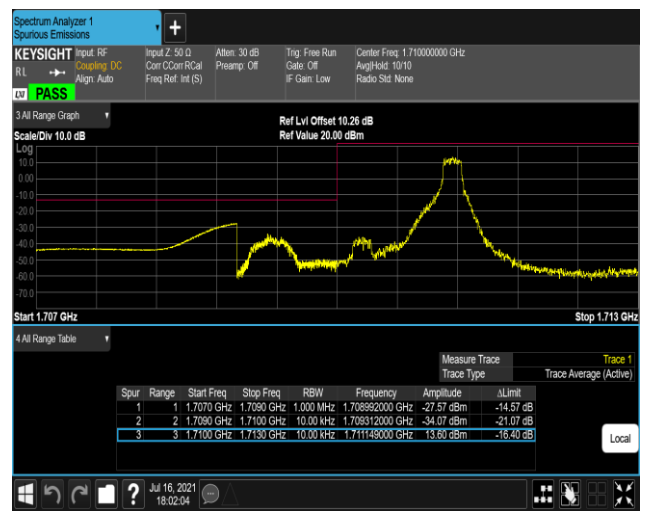 Spectrum Analyzer 1
Spurious Emissions
+
KEYSIGHT Input: RF Input Z: 50 Ω Atten: 30 dB Trig: Free Run Center Freq: 1.710000000 GHz
RL Coupling: DC Corr CCorr RCal Preamp: Off Gate: Off Avg|Hold: 10/10
Align: Auto Freq Ref: Int (S) IF Gain: Low Radio Std: None
LXI PASS
3 All Range Graph
Ref Lvl Offset 10.26 dB
Scale/Div 10.0 dB Ref Value 20.00 dBm
Log
10.0
0.00
-10.0
-20.0
-30.0
-40.0
-50.0
-60.0
-70.0
Start 1.707 GHz Stop 1.713 GHz
4 All Range Table
Measure Trace Trace 1
Trace Type Trace Average (Active)
Spur Range Start Freq Stop Freq RBW Frequency Amplitude ΔLimit
1 1 1.7070 GHz 1.7090 GHz 1.000 MHz 1.708992000 GHz -27.57 dBm -14.57 dB
2 2 1.7090 GHz 1.7100 GHz 10.00 kHz 1.709312000 GHz -34.07 dBm -21.07 dB
3 3 1.7100 GHz 1.7130 GHz 10.00 kHz 1.711149000 GHz 13.60 dBm -16.40 dB
Local
? Jul 16, 2021
18:02:04